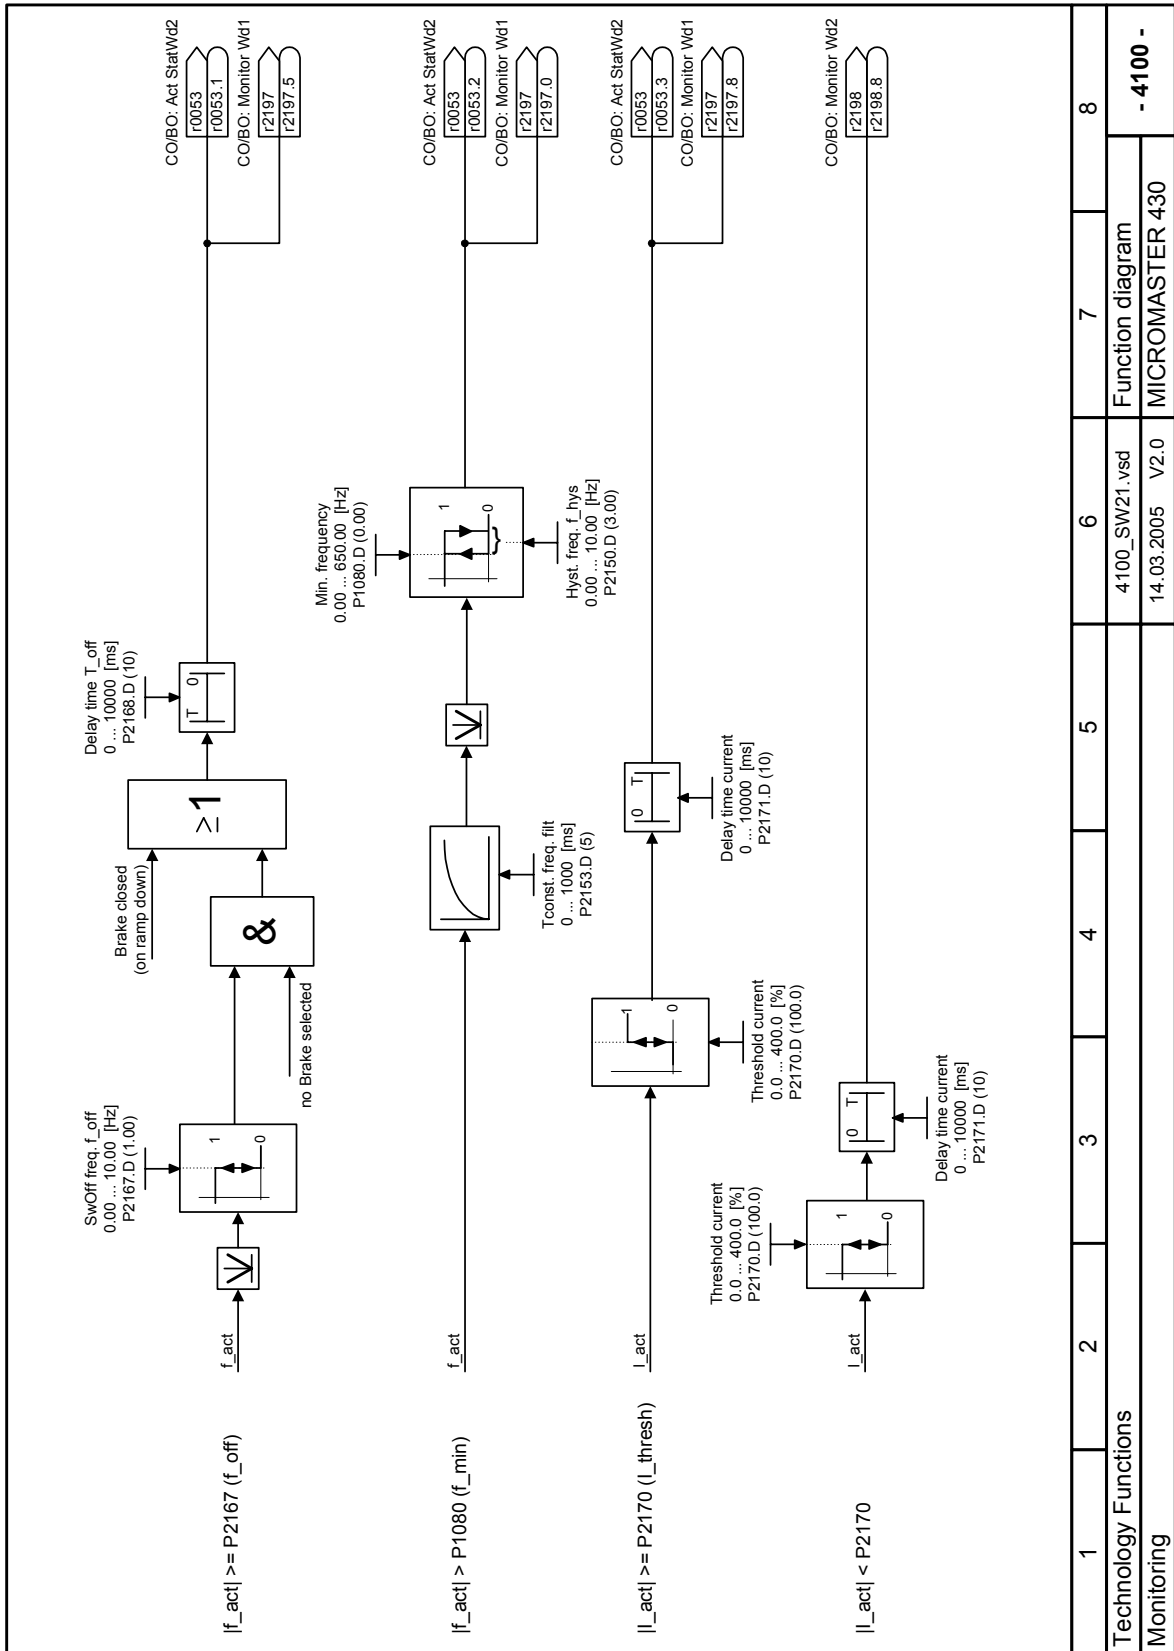 |f_act| >= P2167 (f_off)
f_act
SwOff freq. f_off
0.00 ... 10.00 [Hz]
P2167.D (1.00)
1
0
no Brake selected
&
Brake closed
(on ramp down)
≥1
Delay time T_off
0 ... 10000 [ms]
P2168.D (10)
T 0
CO/BO: Act StatWd2
r0053
r0053.1
CO/BO: Monitor Wd1
r2197
r2197.5
|f_act| > P1080 (f_min)
f_act
Tconst. freq. filt
0 ... 1000 [ms]
P2153.D (5)
Min. frequency
0.00 ... 650.00 [Hz]
P1080.D (0.00)
1
0
Hyst. freq. f_hys
0.00 ... 10.00 [Hz]
P2150.D (3.00)
CO/BO: Act StatWd2
r0053
r0053.2
CO/BO: Monitor Wd1
r2197
r2197.0
|I_act| >= P2170 (I_thresh)
I_act
1
0
Threshold current
0.0 ... 400.0 [%]
P2170.D (100.0)
0 T
Delay time current
0 ... 10000 [ms]
P2171.D (10)
CO/BO: Act StatWd2
r0053
r0053.3
CO/BO: Monitor Wd1
r2197
r2197.8
|I_act| < P2170
I_act
Threshold current
0.0 ... 400.0 [%]
P2170.D (100.0)
1
0
0 T
Delay time current
0 ... 10000 [ms]
P2171.D (10)
CO/BO: Monitor Wd2
r2198
r2198.8
1 2 3 4 5 6 7 8
Technology Functions 4100_SW21.vsd Function diagram - 4100 -
Monitoring 14.03.2005 V2.0 MICROMASTER 430